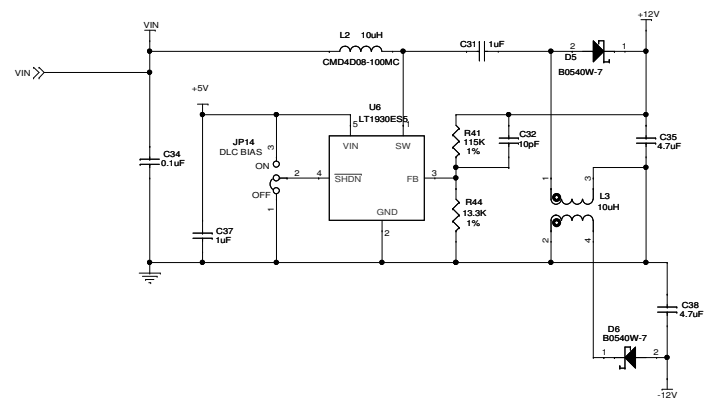 VIN
+12V
L2 10uH
CMD4D08-100MC
C31 1uF
2 1
D5
B0540W-7
VIN
+5V
U6
LT1930ES5
5 1
VIN SW
JP14
DLC BIAS
3
ON
OFF
2 4
SHDN
FB 3
GND
2
1
C34
0.1uF
C37
1uF
R41
115K
1%
C32
10pF
R44
13.3K
1%
C35
4.7uF
1 3
L3
10uH
2 4
C38
4.7uF
D6
B0540W-7
1 2
-12V